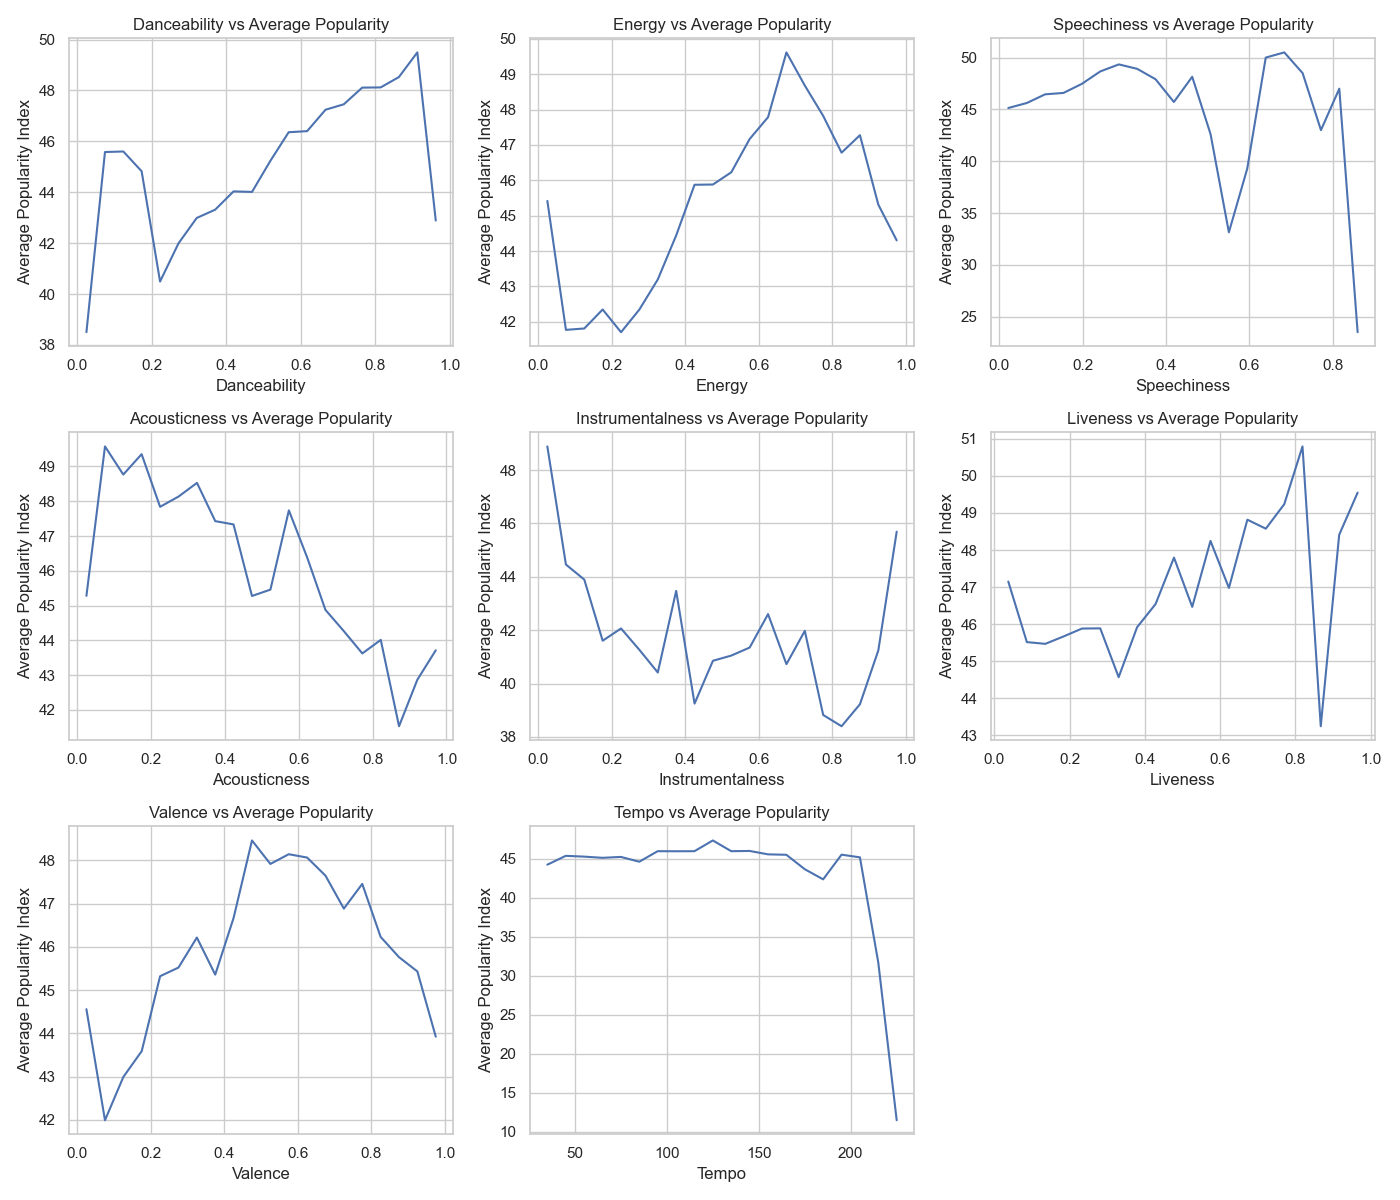 Danceability vs Average Popularity
50
48
46
44
42
40
38
Average Popularity Index
0.0 0.2 0.4 0.6 0.8 1.0
Danceability
Energy vs Average Popularity
50
49
48
47
46
45
44
43
42
Average Popularity Index
0.0 0.2 0.4 0.6 0.8 1.0
Energy
Speechiness vs Average Popularity
50
45
40
35
30
25
Average Popularity Index
0.0 0.2 0.4 0.6 0.8
Speechiness
Acousticness vs Average Popularity
49
48
47
46
45
44
43
42
Average Popularity Index
0.0 0.2 0.4 0.6 0.8 1.0
Acousticness
Instrumentalness vs Average Popularity
48
46
44
42
40
38
Average Popularity Index
0.0 0.2 0.4 0.6 0.8 1.0
Instrumentalness
Liveness vs Average Popularity
51
50
49
48
47
46
45
44
43
Average Popularity Index
0.0 0.2 0.4 0.6 0.8 1.0
Liveness
Valence vs Average Popularity
48
47
46
45
44
43
42
Average Popularity Index
0.0 0.2 0.4 0.6 0.8 1.0
Valence
Tempo vs Average Popularity
45
40
35
30
25
20
15
10
Average Popularity Index
50 100 150 200
Tempo